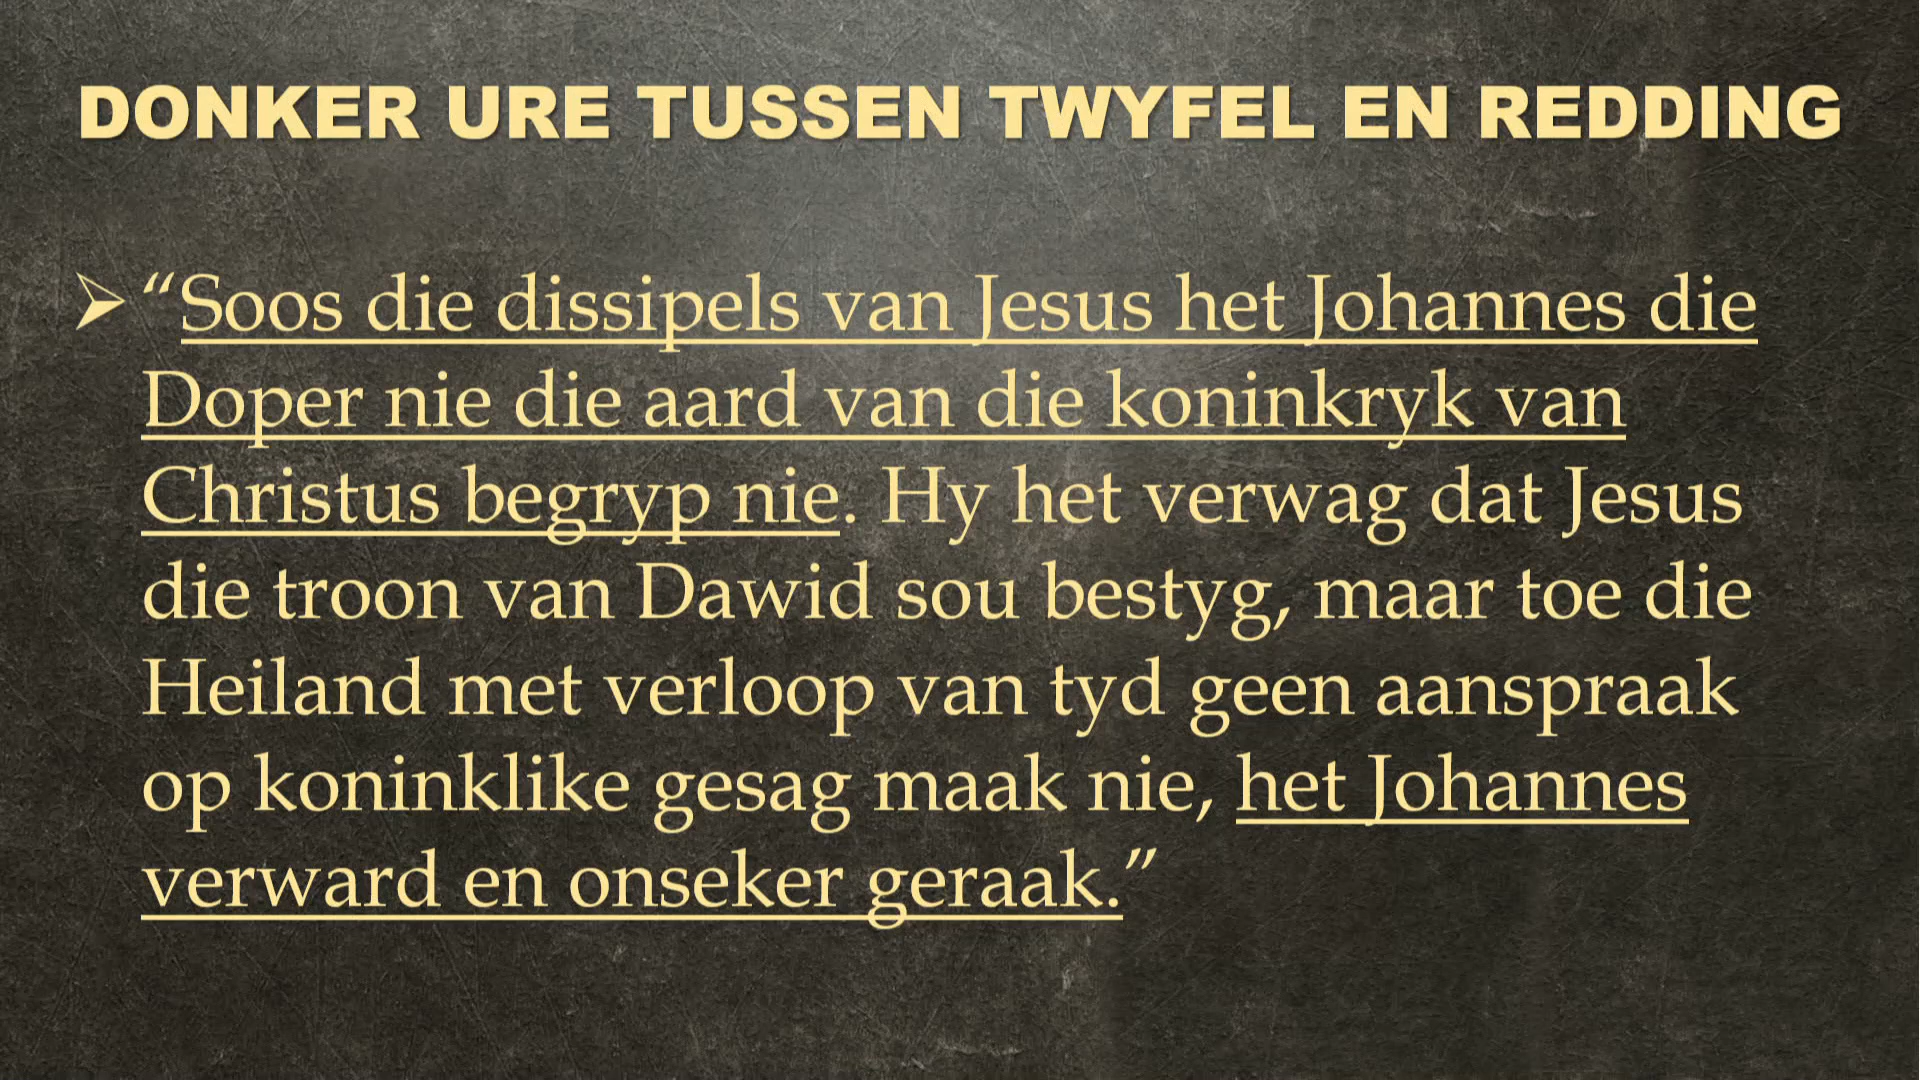 DONKER URE TUSSEN TWYFEL EN REDDING
➢ “Soos die dissipels van Jesus het Johannes die
Doper nie die aard van die koninkryk van
Christus begryp nie. Hy het verwag dat Jesus
die troon van Dawid sou bestyg, maar toe die
Heiland met verloop van tyd geen aanspraak
op koninklike gesag maak nie, het Johannes
verward en onseker geraak.”